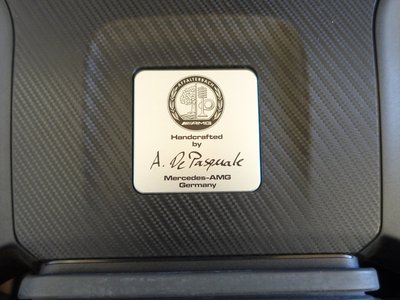 AFFALTERBACH
AMG
Handcrafted
by
A. De Pasquale
Mercedes-AMG
Germany